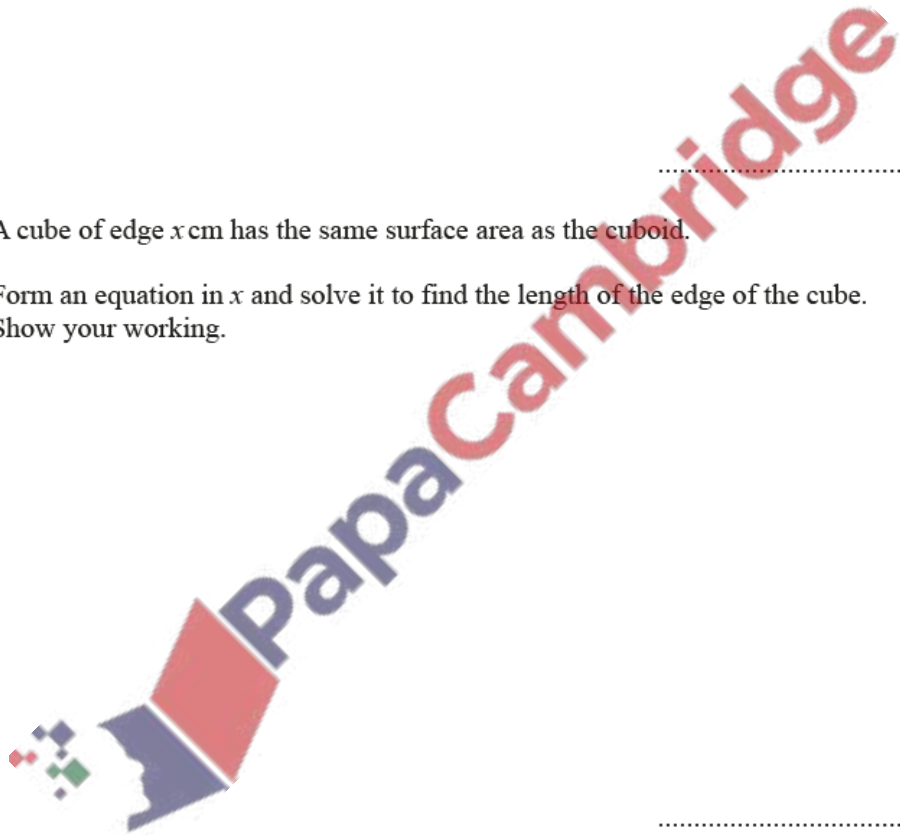 A cube of edge x cm has the same surface area as the cuboid.
Form an equation in x and solve it to find the length of the edge of the cube.
Show your working.
PapaCambridge